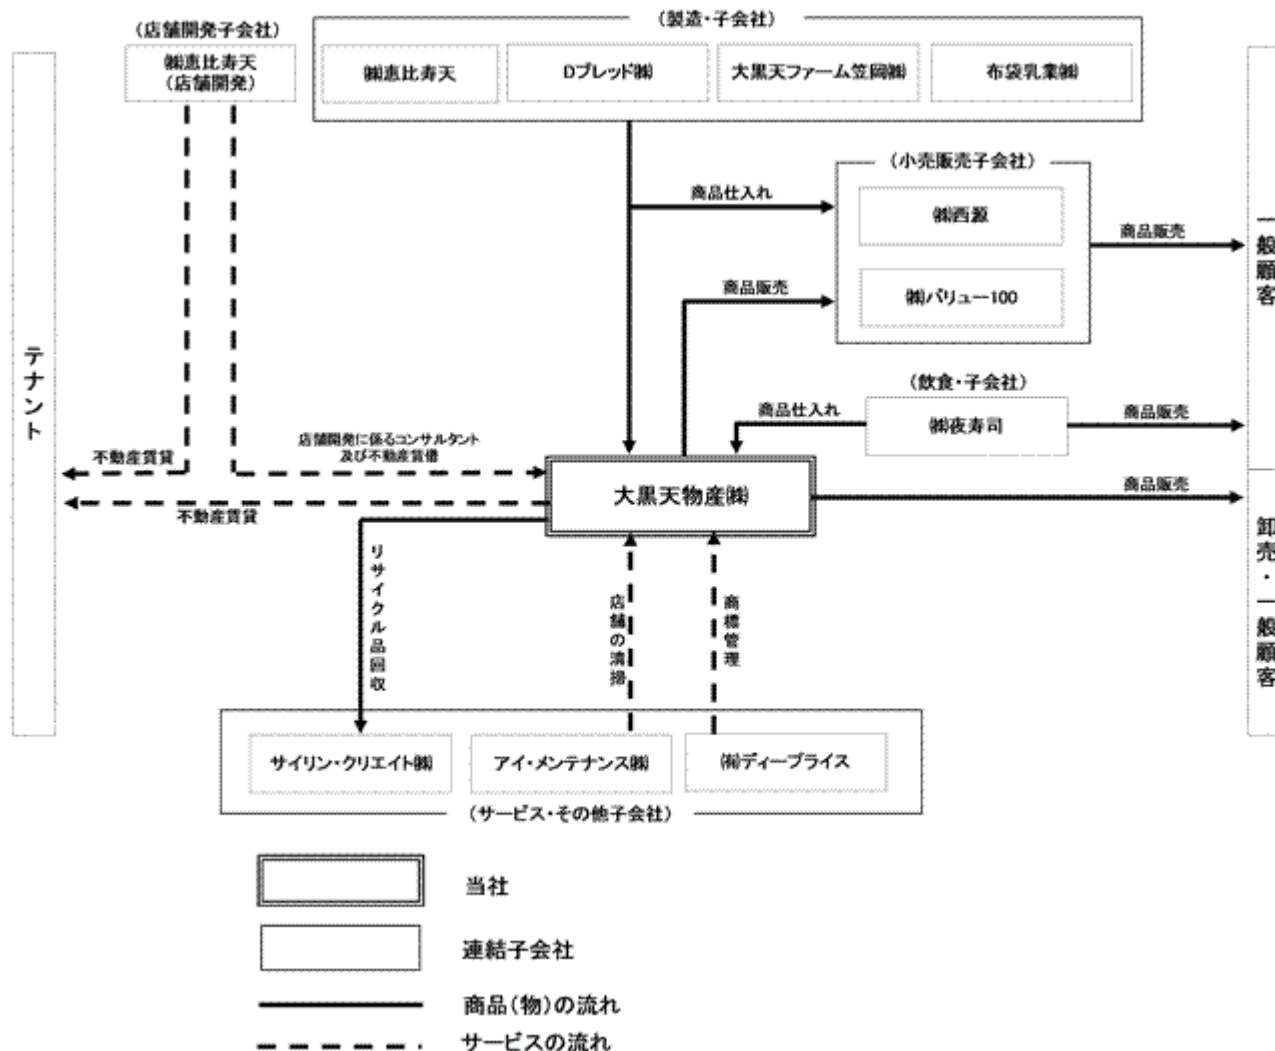 (店舗開発子会社)
㈱恵比寿天
(店舗開発)
(製造・子会社)
㈱恵比寿天
Dブレッド㈱
大黒天ファーム笠岡㈱
布袋乳業㈱
(小売販売子会社)
商品仕入れ
㈱西源
商品販売
㈱バリュー100
商品販売
一般顧客
テナント
(飲食・子会社)
商品仕入れ
㈱夜寿司
商品販売
不動産賃貸
店舗開発に係るコンサルタント
及び不動産賃借
大黒天物産㈱
商品販売
不動産賃貸
卸売・一般顧客
リサイクル品回収
店舗の清掃
商標管理
サイリン・クリエイト㈱
アイ・メンテナンス㈱
㈲ディープライス
(サービス・その他子会社)
当社
連結子会社
商品(物)の流れ
サービスの流れ